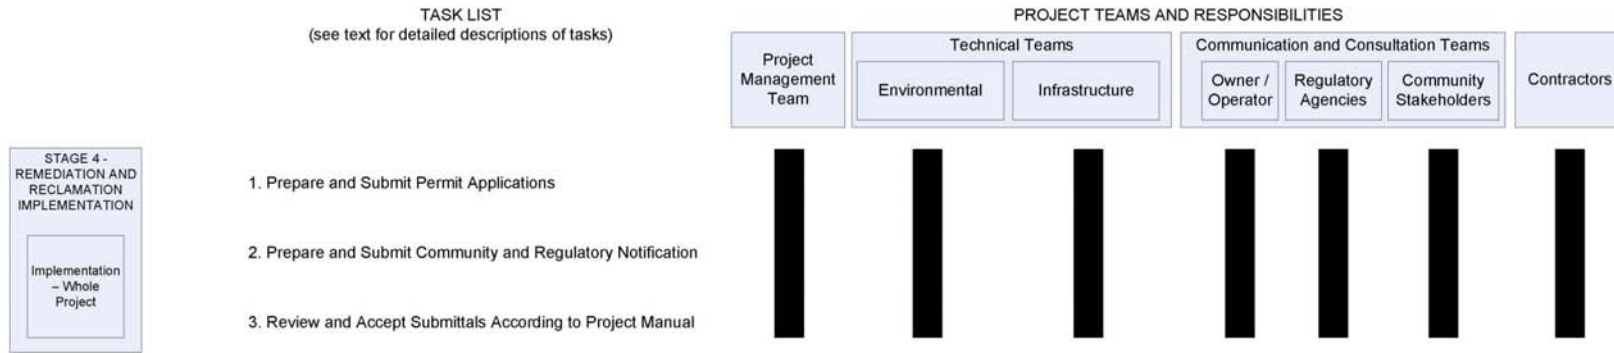 TASK LIST
(see text for detailed descriptions of tasks)
PROJECT TEAMS AND RESPONSIBILITIES
Project
Management
Team
Technical Teams
Environmental
Infrastructure
Communication and Consultation Teams
Owner /
Operator
Regulatory
Agencies
Community
Stakeholders
Contractors
STAGE 4 -
REMEDIATION AND
RECLAMATION
IMPLEMENTATION
Implementation
– Whole
Project
1. Prepare and Submit Permit Applications
2. Prepare and Submit Community and Regulatory Notification
3. Review and Accept Submittals According to Project Manual